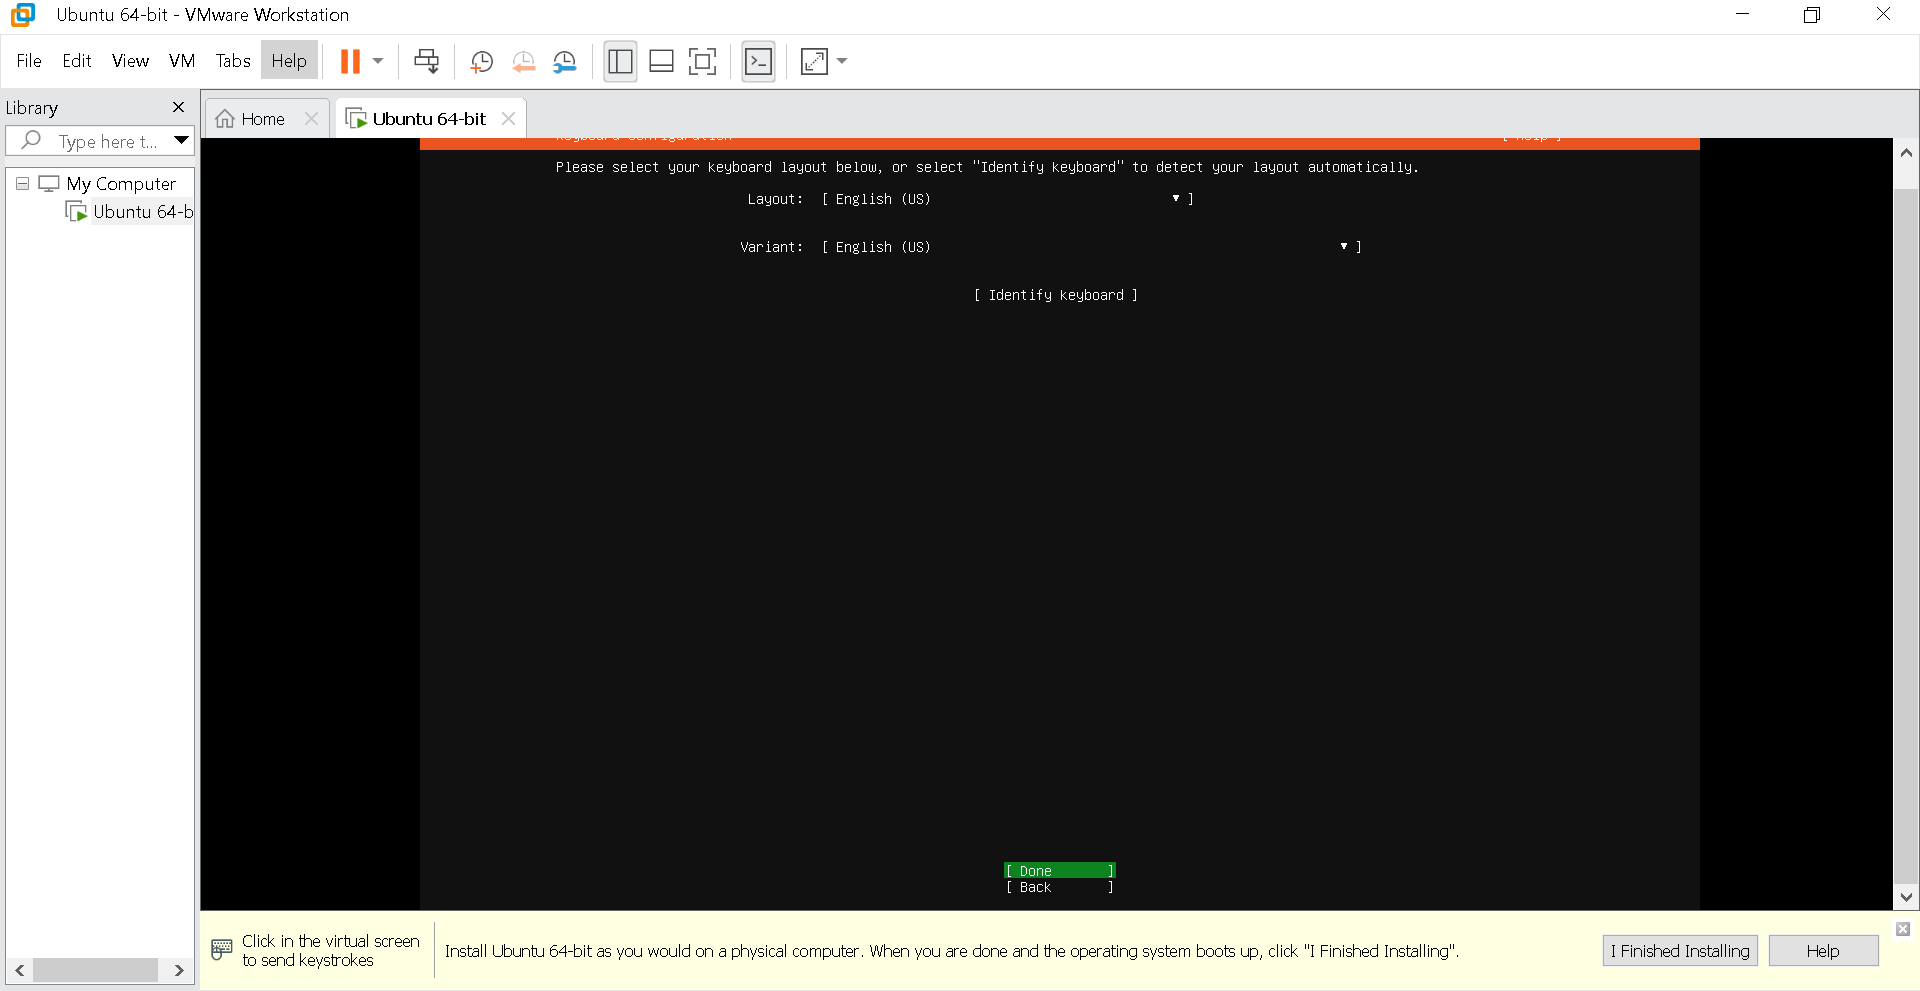 Ubuntu 64-bit - VMware Workstation
File Edit View VM Tabs Help
Library
Type here t...
My Computer
Ubuntu 64-b
Home
Ubuntu 64-bit
Keyboard configuration [ Help ]
Please select your keyboard layout below, or select "Identify keyboard" to detect your layout automatically.
Layout: [ English (US) ▾ ]
Variant: [ English (US) ▾ ]
[ Identify keyboard ]
[ Done ]
[ Back ]
Click in the virtual screen
to send keystrokes
Install Ubuntu 64-bit as you would on a physical computer. When you are done and the operating system boots up, click "I Finished Installing".
I Finished Installing
Help